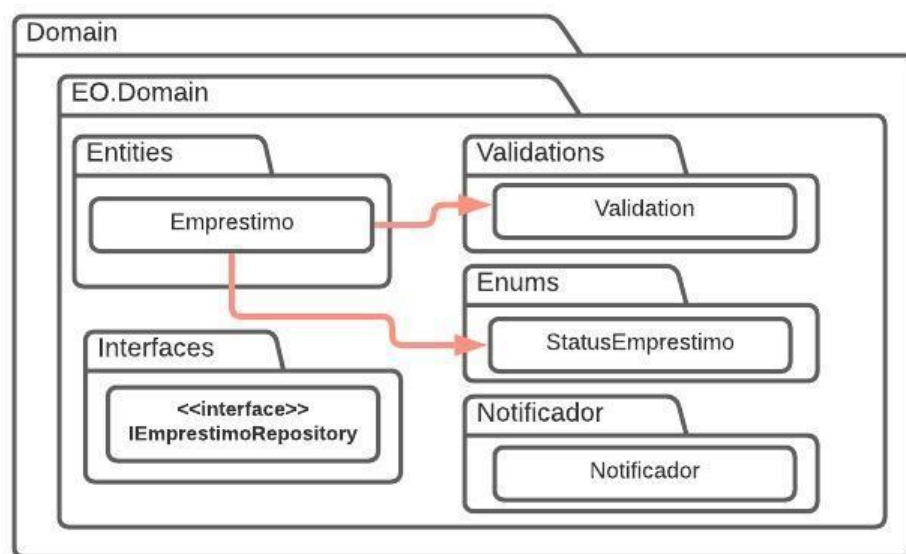 Domain
EO.Domain
Entities
Emprestimo
Validations
Validation
Enums
StatusEmprestimo
Interfaces
<<interface>>
IEmprestimoRepository
Notificador
Notificador